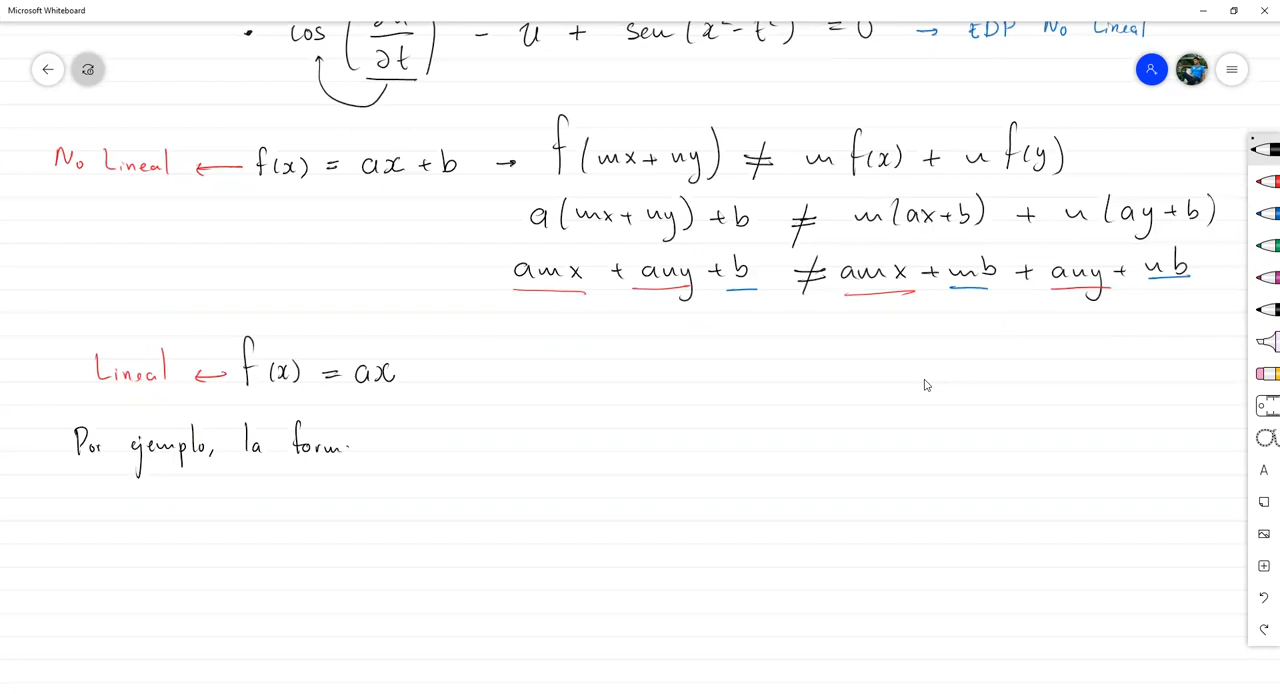 Microsoft Whiteboard
• cos(∂u/∂t) - u + sen(x² - t²) = 0 → EDP No Lineal
No Lineal ← f(x) = ax + b → f(mx + ny) ≠ m f(x) + n f(y)
a(mx + ny) + b ≠ m(ax + b) + n(ay + b)
amx + any + b ≠ amx + mb + any + nb
Lineal ← f(x) = ax
Por ejemplo, la form
A